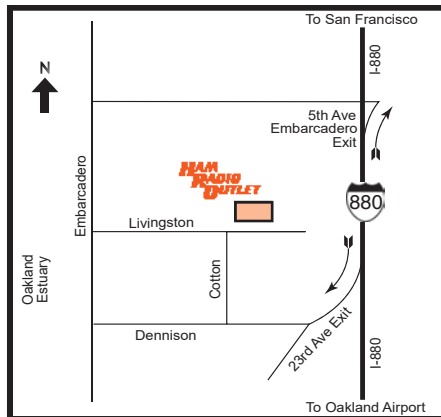 To San Francisco
I-880
N
5th Ave
Embarcadero
Exit
HAM
RADIO
OUTLET
880
Embarcadero
Livingston
Oakland
Estuary
Cotton
Dennison
23rd Ave Exit
I-880
To Oakland Airport